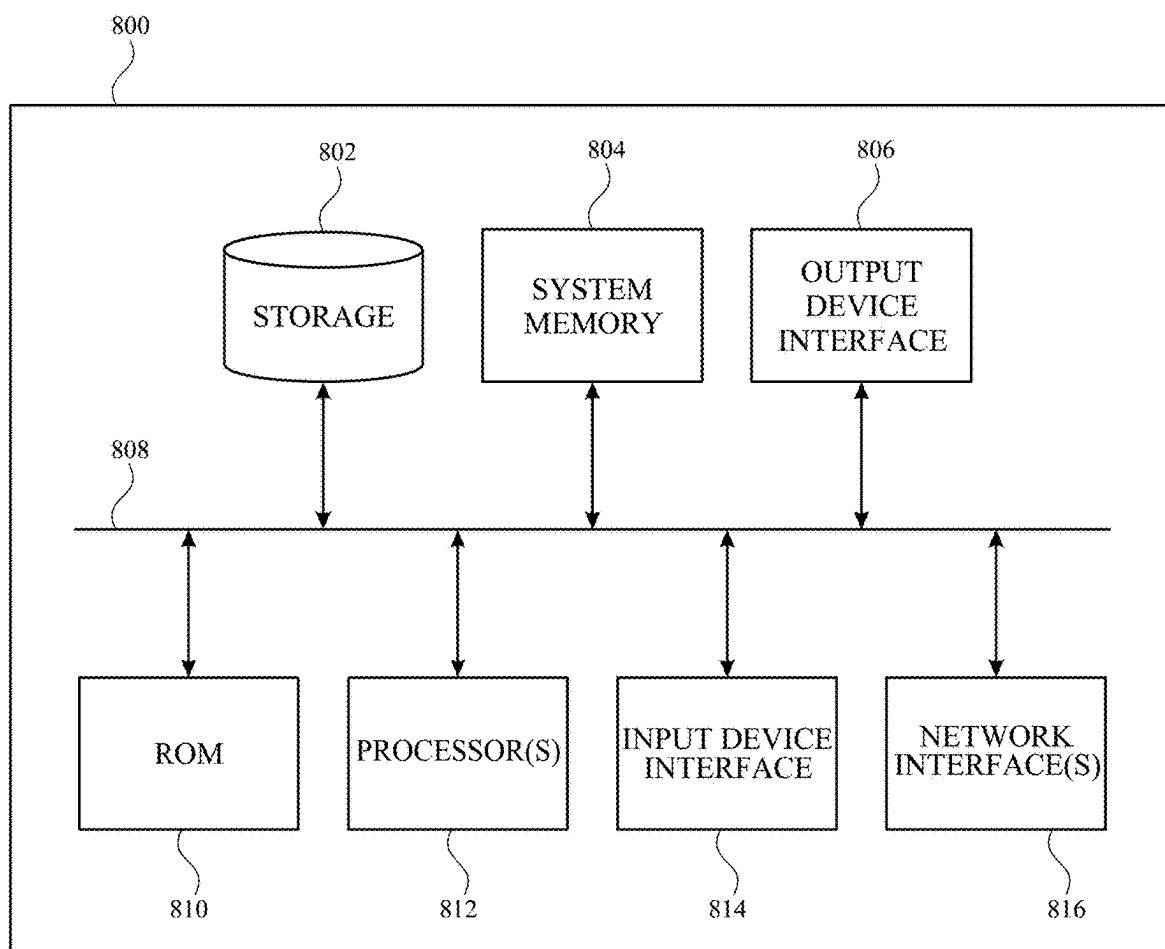 800
802
804
806
STORAGE
SYSTEM
MEMORY
OUTPUT
DEVICE
INTERFACE
808
ROM
PROCESSOR(S)
INPUT DEVICE
INTERFACE
NETWORK
INTERFACE(S)
810
812
814
816